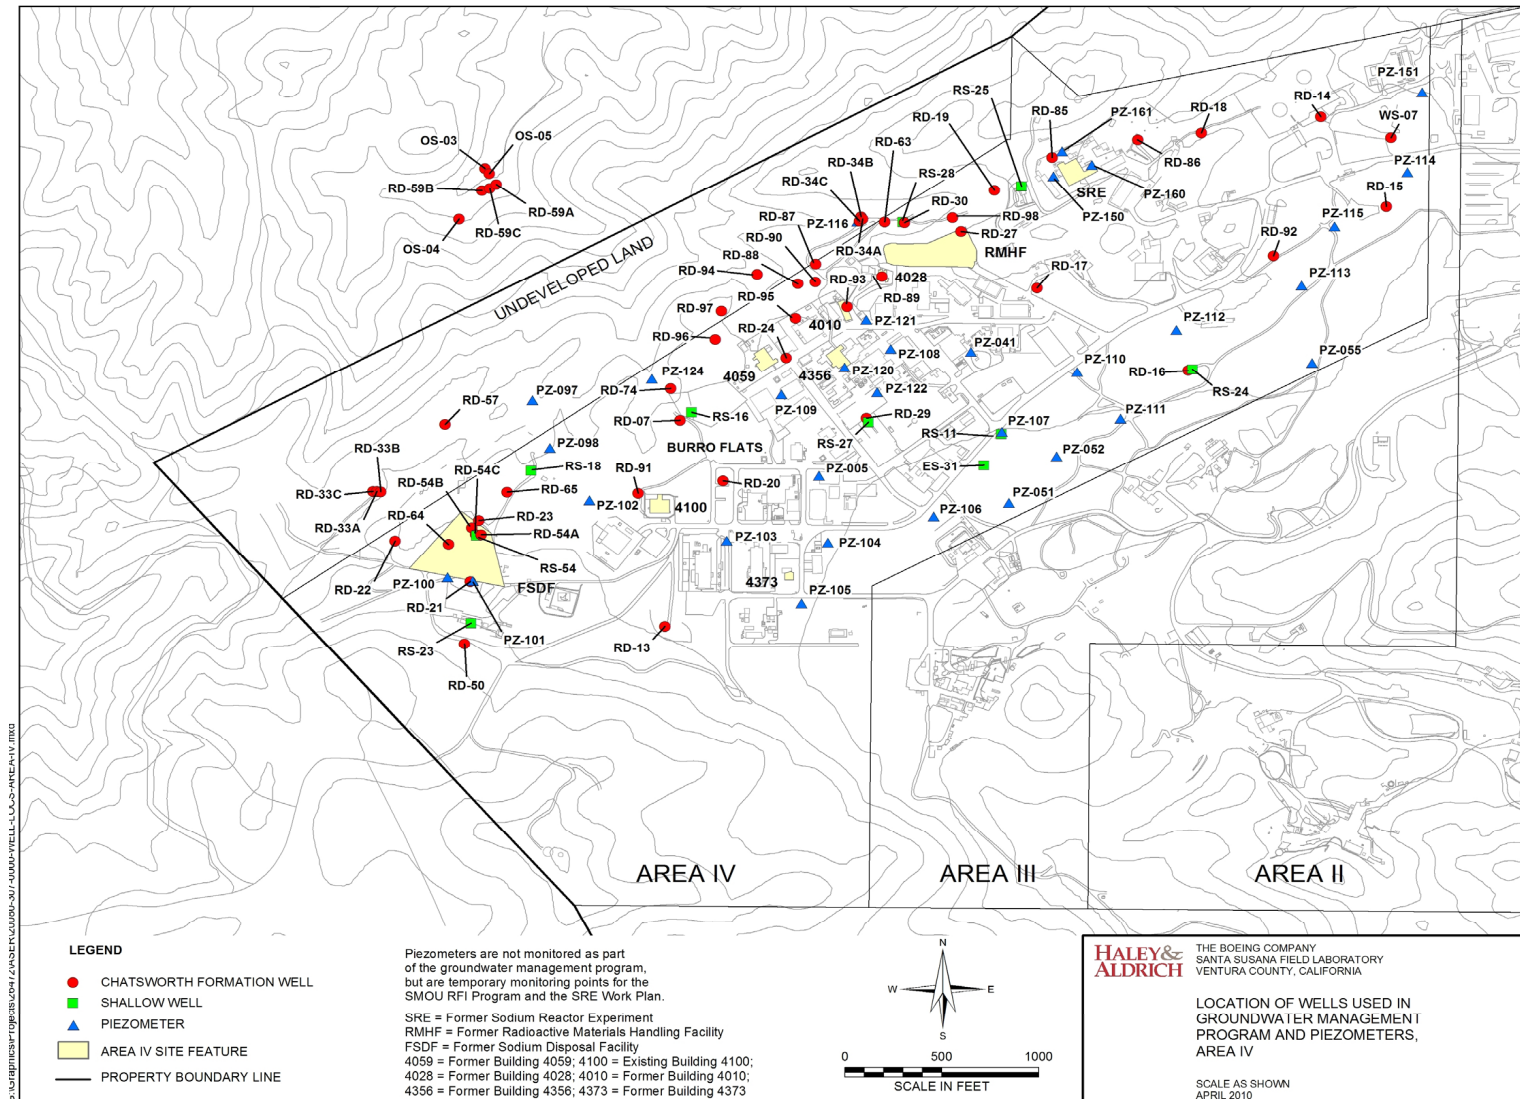 PZ-151
RS-25
RD-14
RD-18
RD-85
PZ-161
RD-19
WS-07
OS-05
OS-03
RD-63
RD-34B
RD-86
PZ-114
RS-28
RD-34C
RD-59B
SRE
PZ-160
RD-15
RD-30
RD-59A
PZ-150
PZ-115
RD-87
PZ-116
RD-98
RD-59C
RD-27
OS-04
RD-90
RD-92
RD-34A
RMHF
RD-88
UNDEVELOPED LAND
RD-94
4028
RD-17
RD-93
PZ-113
RD-95
RD-89
RD-97
PZ-121
4010
PZ-112
RD-24
RD-96
PZ-108
PZ-041
PZ-110
PZ-055
PZ-124
4059
4356
PZ-120
RD-16
RD-74
PZ-097
PZ-122
RS-24
PZ-109
RD-57
RS-16
RD-29
PZ-111
RD-07
RS-11
PZ-107
RS-27
BURRO FLATS
RD-33B
PZ-098
PZ-052
RS-18
RD-54C
RD-91
PZ-005
ES-31
RD-54B
RD-20
RD-33C
RD-65
PZ-051
PZ-102
4100
RD-64
RD-23
PZ-106
RD-33A
RD-54A
PZ-103
PZ-104
RS-54
RD-22
PZ-100
FSDF
4373
PZ-105
RD-21
PZ-101
RS-23
RD-13
RD-50
AREA IV
AREA III
AREA II
LEGEND
CHATSWORTH FORMATION WELL
SHALLOW WELL
PIEZOMETER
AREA IV SITE FEATURE
PROPERTY BOUNDARY LINE
Piezometers are not monitored as part
of the groundwater management program,
but are temporary monitoring points for the
SMOU RFI Program and the SRE Work Plan.
SRE = Former Sodium Reactor Experiment
RMHF = Former Radioactive Materials Handling Facility
FSDF = Former Sodium Disposal Facility
4059 = Former Building 4059; 4100 = Existing Building 4100;
4028 = Former Building 4028; 4010 = Former Building 4010;
4356 = Former Building 4356; 4373 = Former Building 4373
N
W
E
S
0
500
1000
SCALE IN FEET
HALEY&
ALDRICH
THE BOEING COMPANY
SANTA SUSANA FIELD LABORATORY
VENTURA COUNTY, CALIFORNIA
LOCATION OF WELLS USED IN
GROUNDWATER MANAGEMENT
PROGRAM AND PIEZOMETERS,
AREA IV
SCALE AS SHOWN
APRIL 2010